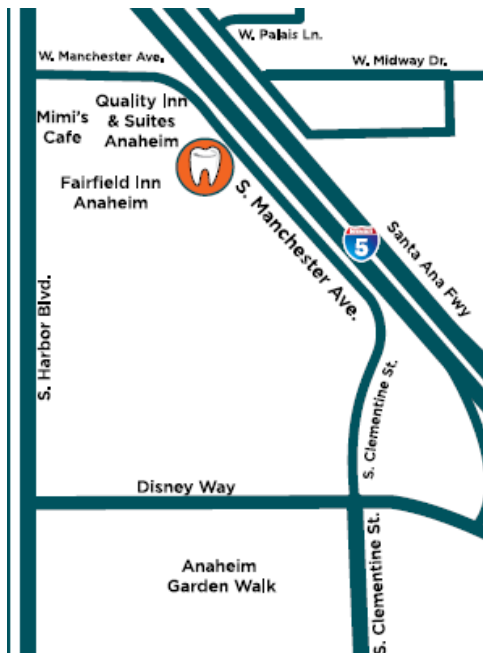 W. Palais Ln.
W. Manchester Ave.
W. Midway Dr.
Quality Inn
& Suites
Anaheim
Mimi's
Cafe
Fairfield Inn
Anaheim
S. Manchester Ave.
5
Santa Ana Fwy
S. Harbor Blvd.
S. Clementine St.
Disney Way
S. Clementine St.
Anaheim
Garden Walk